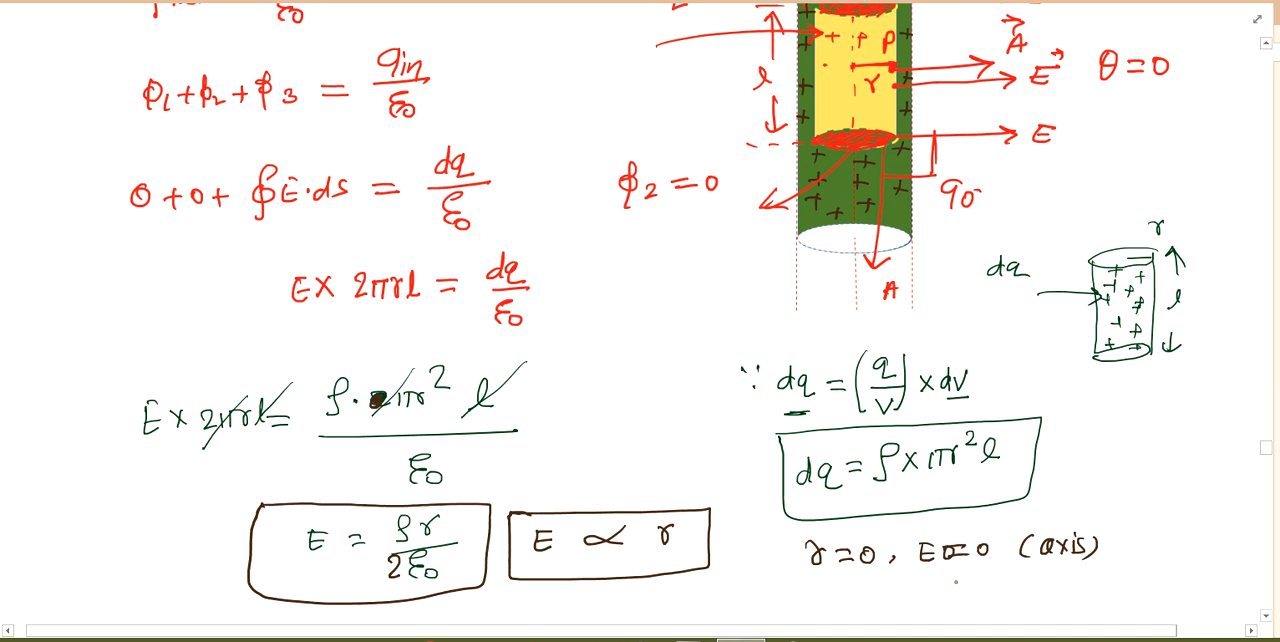 ε₀
φ₁ + φ₂ + φ₃ = qin / ε₀
0 + 0 + ∮E·ds = dq / ε₀
E × 2πrl = dq / ε₀
E × 2πrl = ρ·πr² l / ε₀
E = ρr / 2ε₀
E ∝ r
l
P
r
A⃗
E⃗
θ = 0
E
φ₂ = 0
90
A
r
dq
l
∵ dq = (q/V) × dv
dq = ρ × πr² l
r = 0, E = 0 (axis)